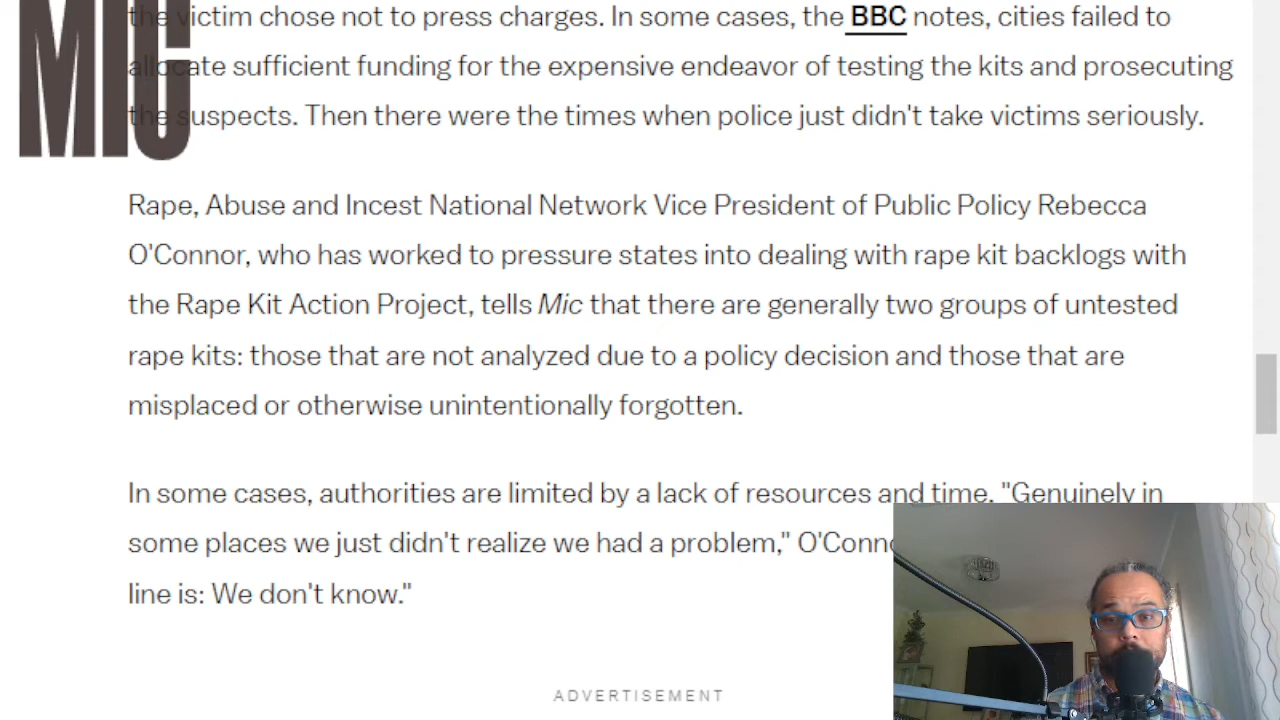 MIC
the victim chose not to press charges. In some cases, the BBC notes, cities failed to
allocate sufficient funding for the expensive endeavor of testing the kits and prosecuting
the suspects. Then there were the times when police just didn't take victims seriously.
Rape, Abuse and Incest National Network Vice President of Public Policy Rebecca
O'Connor, who has worked to pressure states into dealing with rape kit backlogs with
the Rape Kit Action Project, tells Mic that there are generally two groups of untested
rape kits: those that are not analyzed due to a policy decision and those that are
misplaced or otherwise unintentionally forgotten.
In some cases, authorities are limited by a lack of resources and time. "Genuinely in
some places we just didn't realize we had a problem," O'Conn
line is: We don't know."
ADVERTISEMENT